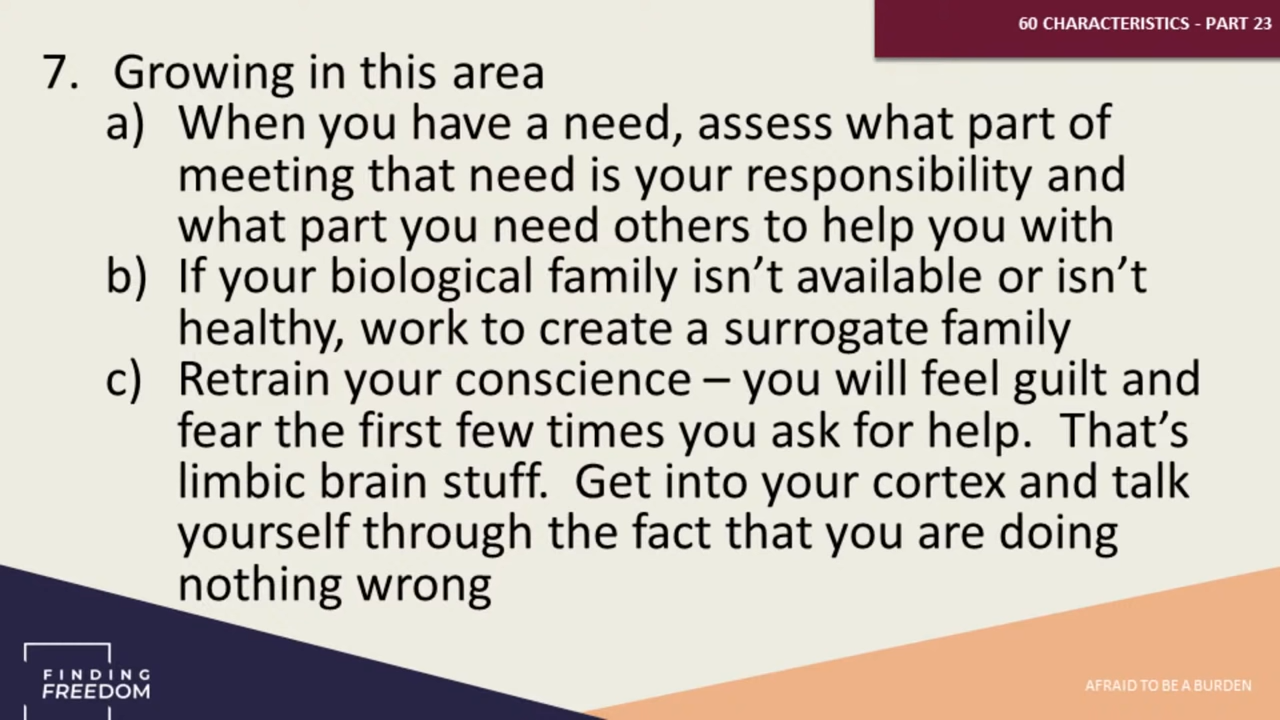 60 CHARACTERISTICS - PART 23
7. Growing in this area
a) When you have a need, assess what part of
meeting that need is your responsibility and
what part you need others to help you with
b) If your biological family isn’t available or isn’t
healthy, work to create a surrogate family
c) Retrain your conscience – you will feel guilt and
fear the first few times you ask for help.  That’s
limbic brain stuff.  Get into your cortex and talk
yourself through the fact that you are doing
nothing wrong
FINDING
FREEDOM
AFRAID TO BE A BURDEN